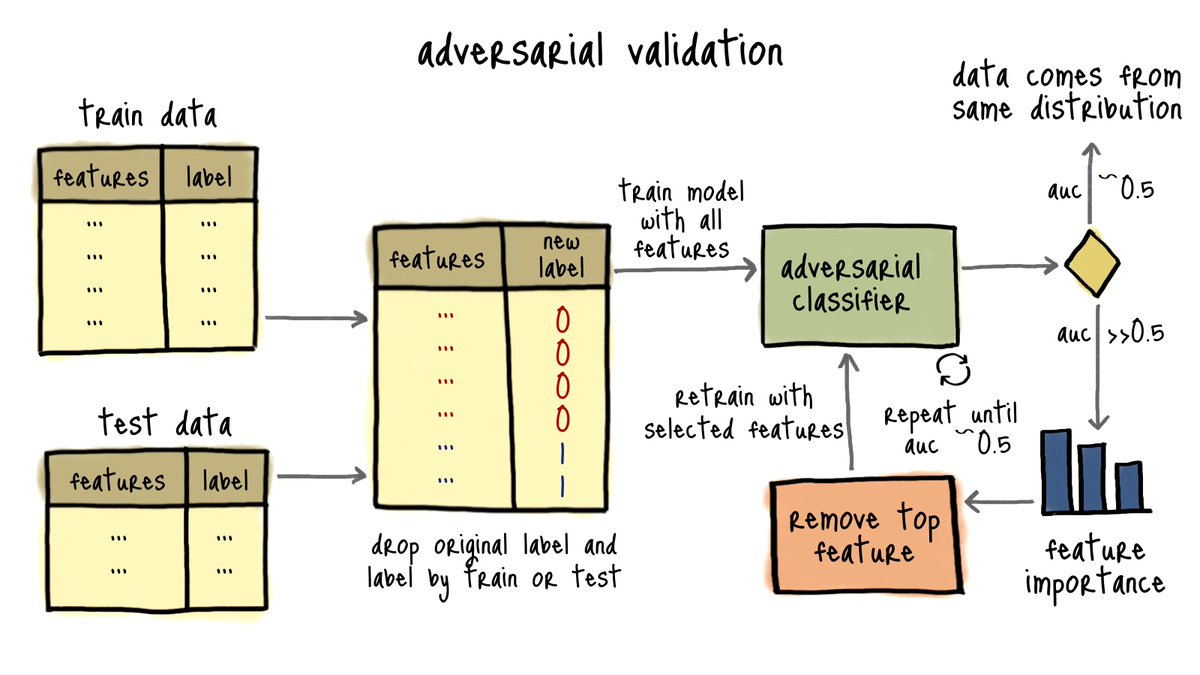 adversarial validation
train data
features label
... ...
... ...
... ...
... ...
test data
features label
... ...
... ...
features new label
... 0
... 0
... 0
... 0
... 1
... 1
drop original label and
label by train or test
train model
with all
features
adversarial
classifier
data comes from
same distribution
auc ~0.5
auc >>0.5
feature
importance
remove top
feature
retrain with
selected features
repeat until
auc ~0.5